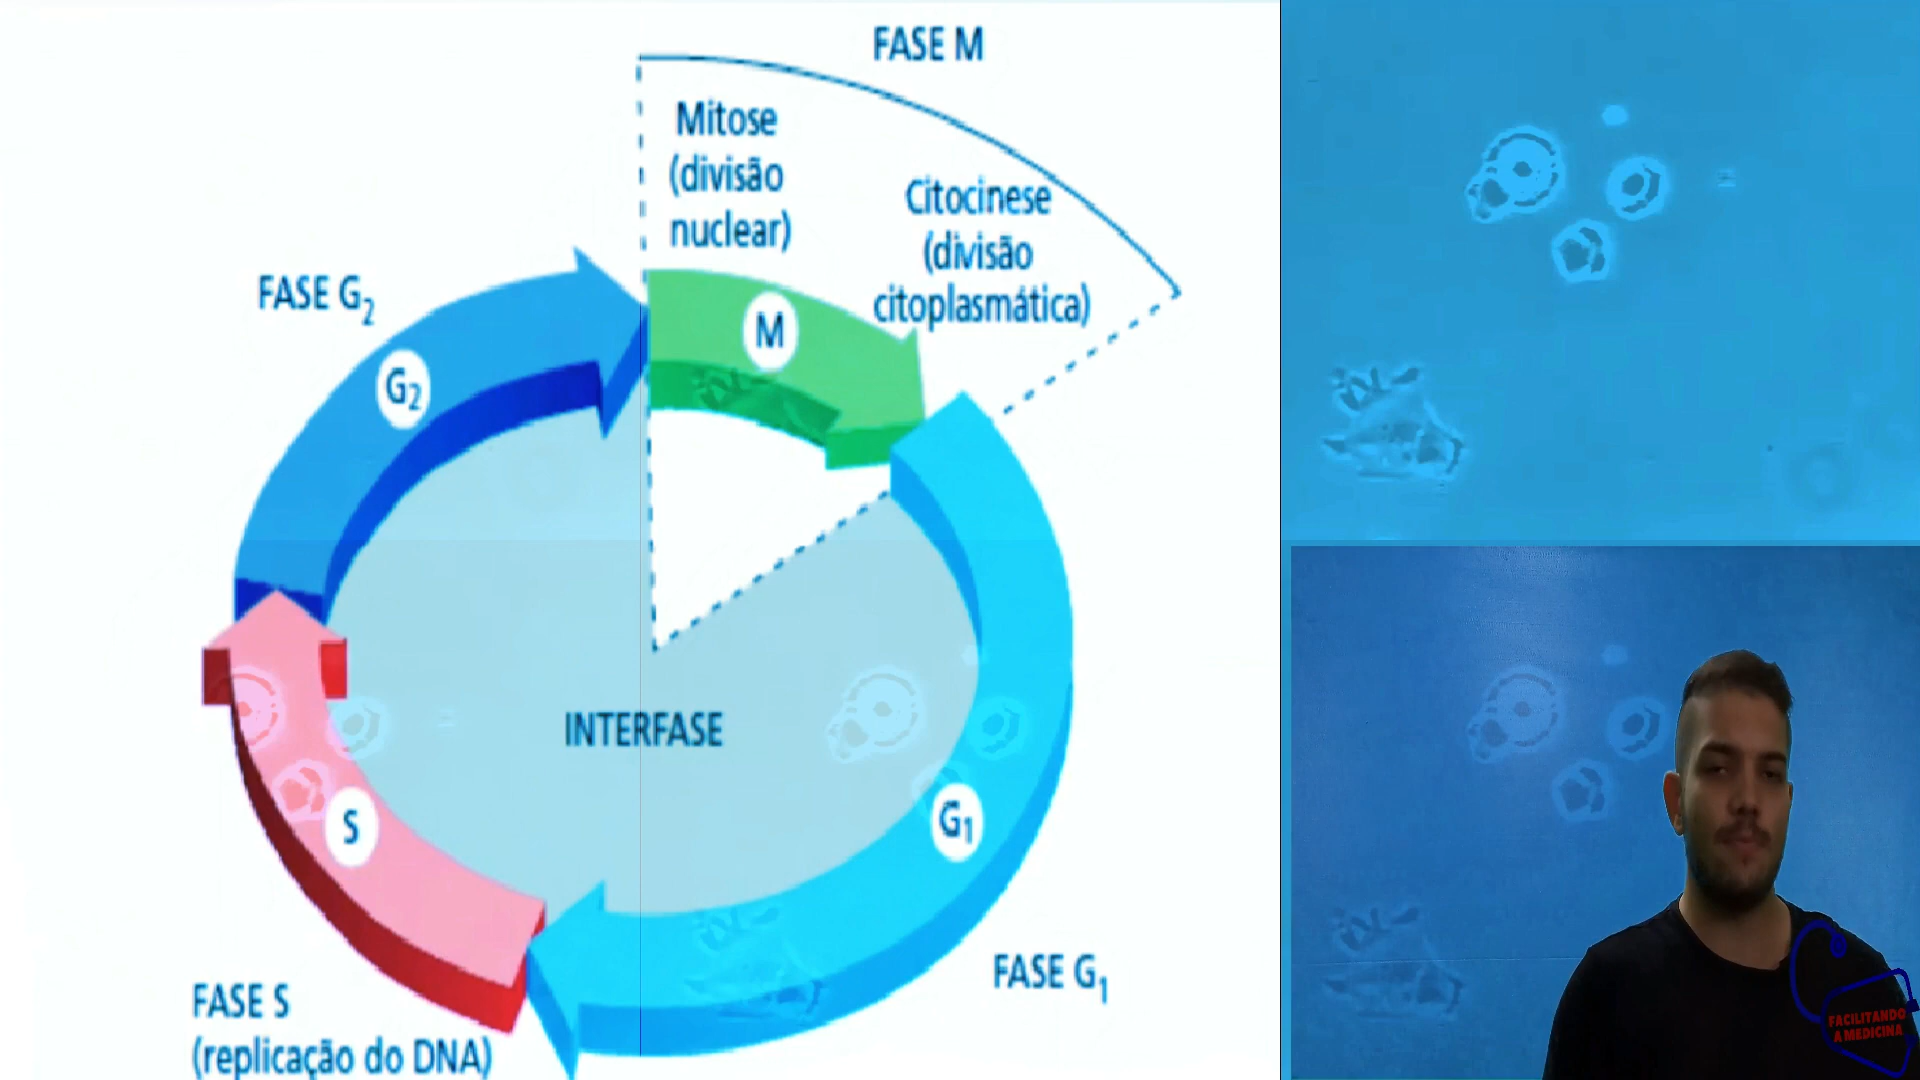 FASE M
Mitose
(divisão
nuclear)
Citocinese
(divisão
citoplasmática)
FASE G2
M
G2
INTERFASE
S
G1
FASE G1
FASE S
(replicação do DNA)
FACILITANDO
A MEDICINA